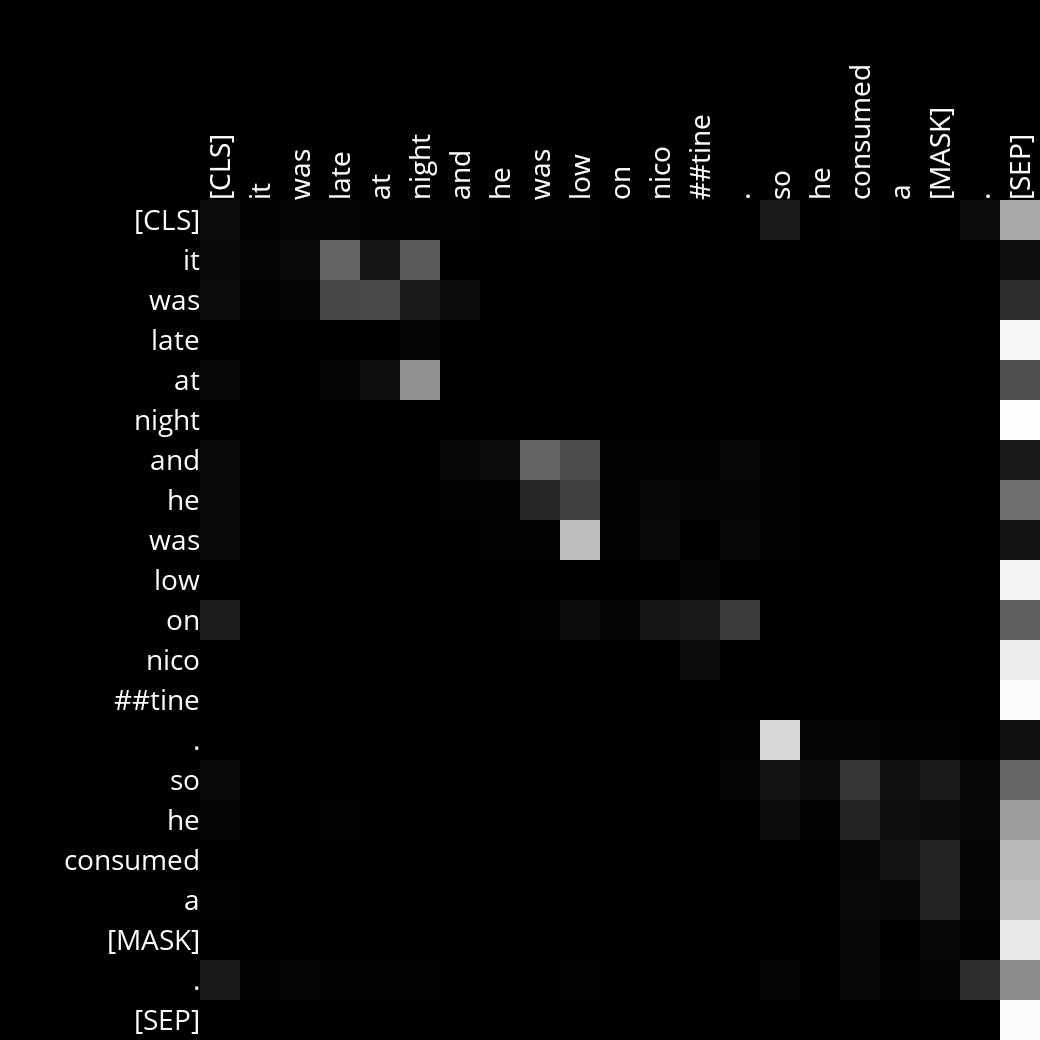 [CLS] it was late at night and he was low on nico ##tine . so he consumed a [MASK] . [SEP]
[CLS]
it
was
late
at
night
and
he
was
low
on
nico
##tine
.
so
he
consumed
a
[MASK]
.
[SEP]